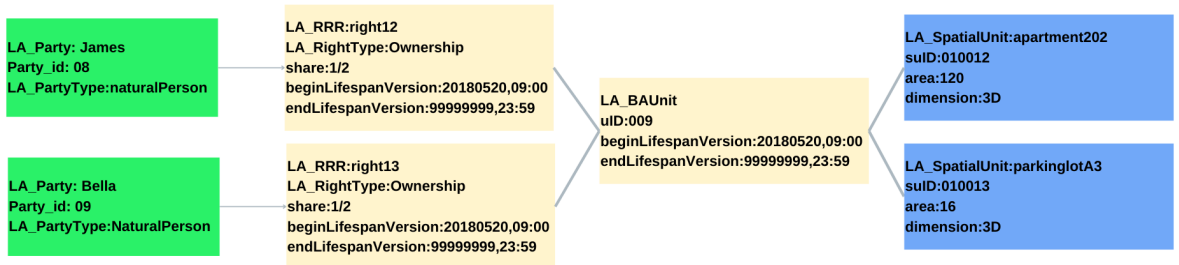 LA_Party: James
Party_id: 08
LA_PartyType:naturalPerson
LA_RRR:right12
LA_RightType:Ownership
share:1/2
beginLifespanVersion:20180520,09:00
endLifespanVersion:99999999,23:59
LA_Party: Bella
Party_id: 09
LA_PartyType:NaturalPerson
LA_RRR:right13
LA_RightType:Ownership
share:1/2
beginLifespanVersion:20180520,09:00
endLifespanVersion:99999999,23:59
LA_BAUnit
uID:009
beginLifespanVersion:20180520,09:00
endLifespanVersion:99999999,23:59
LA_SpatialUnit:apartment202
suID:010012
area:120
dimension:3D
LA_SpatialUnit:parkinglotA3
suID:010013
area:16
dimension:3D